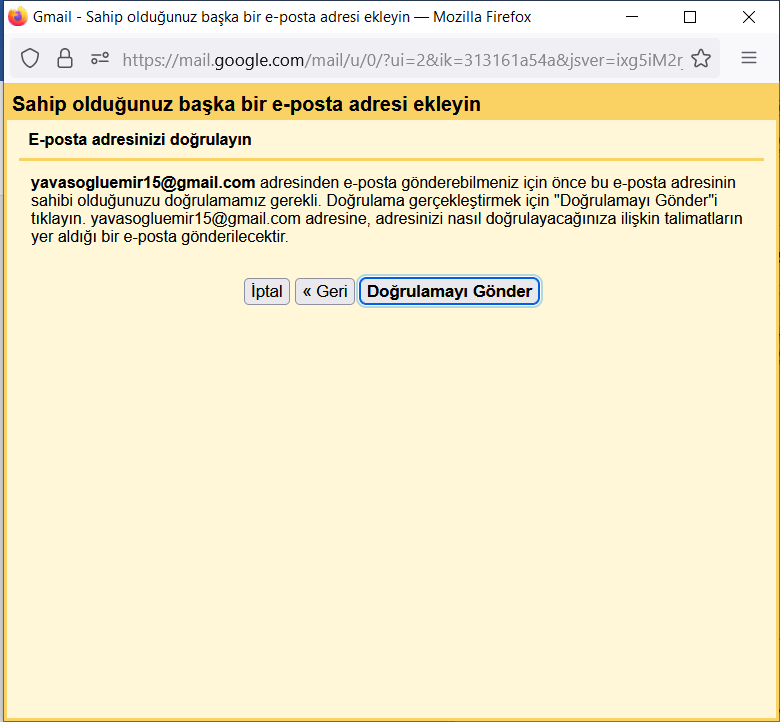 Gmail - Sahip olduğunuz başka bir e-posta adresi ekleyin — Mozilla Firefox
https://mail.google.com/mail/u/0/?ui=2&ik=313161a54a&jsver=ixg5iM2r
Sahip olduğunuz başka bir e-posta adresi ekleyin
E-posta adresinizi doğrulayın
yavasogluemir15@gmail.com adresinden e-posta gönderebilmeniz için önce bu e-posta adresinin
sahibi olduğunuzu doğrulamamız gerekli. Doğrulama gerçekleştirmek için "Doğrulamayı Gönder"i
tıklayın. yavasogluemir15@gmail.com adresine, adresinizi nasıl doğrulayacağınıza ilişkin talimatların
yer aldığı bir e-posta gönderilecektir.
İptal « Geri Doğrulamayı Gönder